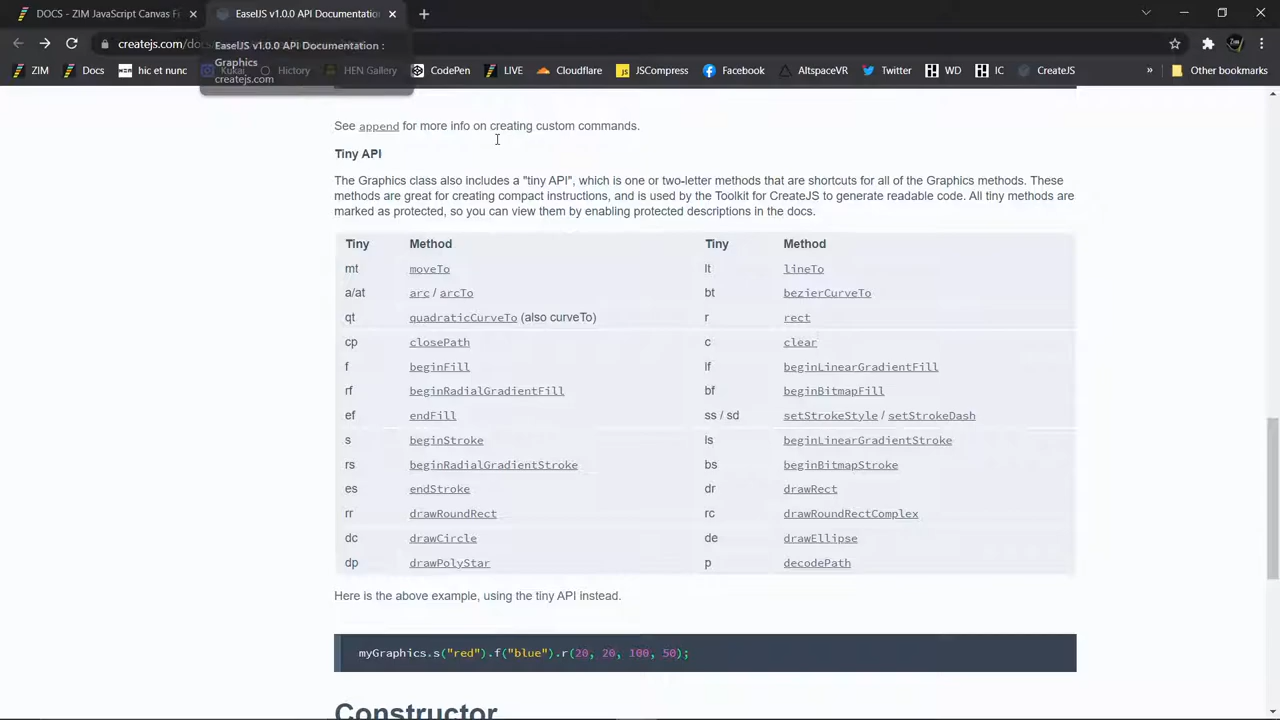 DOCS - ZIM JavaScript Canvas F
EaselJS v1.0.0 API Documentatio
createjs.com/doc
EaselJS v1.0.0 API Documentation :
Graphics
createjs.com
ZIM
Docs
hic et nunc
Kukai
Hictory
HEN Gallery
CodePen
LIVE
Cloudflare
JSCompress
Facebook
AltspaceVR
Twitter
WD
IC
CreateJS
»
Other bookmarks
See append for more info on creating custom commands.
Tiny API
The Graphics class also includes a "tiny API", which is one or two-letter methods that are shortcuts for all of the Graphics methods. These
methods are great for creating compact instructions, and is used by the Toolkit for CreateJS to generate readable code. All tiny methods are
marked as protected, so you can view them by enabling protected descriptions in the docs.
Tiny Method Tiny Method
mt moveTo lt lineTo
a/at arc / arcTo bt bezierCurveTo
qt quadraticCurveTo (also curveTo) r rect
cp closePath c clear
f beginFill lf beginLinearGradientFill
rf beginRadialGradientFill bf beginBitmapFill
ef endFill ss / sd setStrokeStyle / setStrokeDash
s beginStroke ls beginLinearGradientStroke
rs beginRadialGradientStroke bs beginBitmapStroke
es endStroke dr drawRect
rr drawRoundRect rc drawRoundRectComplex
dc drawCircle de drawEllipse
dp drawPolyStar p decodePath
Here is the above example, using the tiny API instead.
myGraphics.s("red").f("blue").r(20, 20, 100, 50);
Constructor